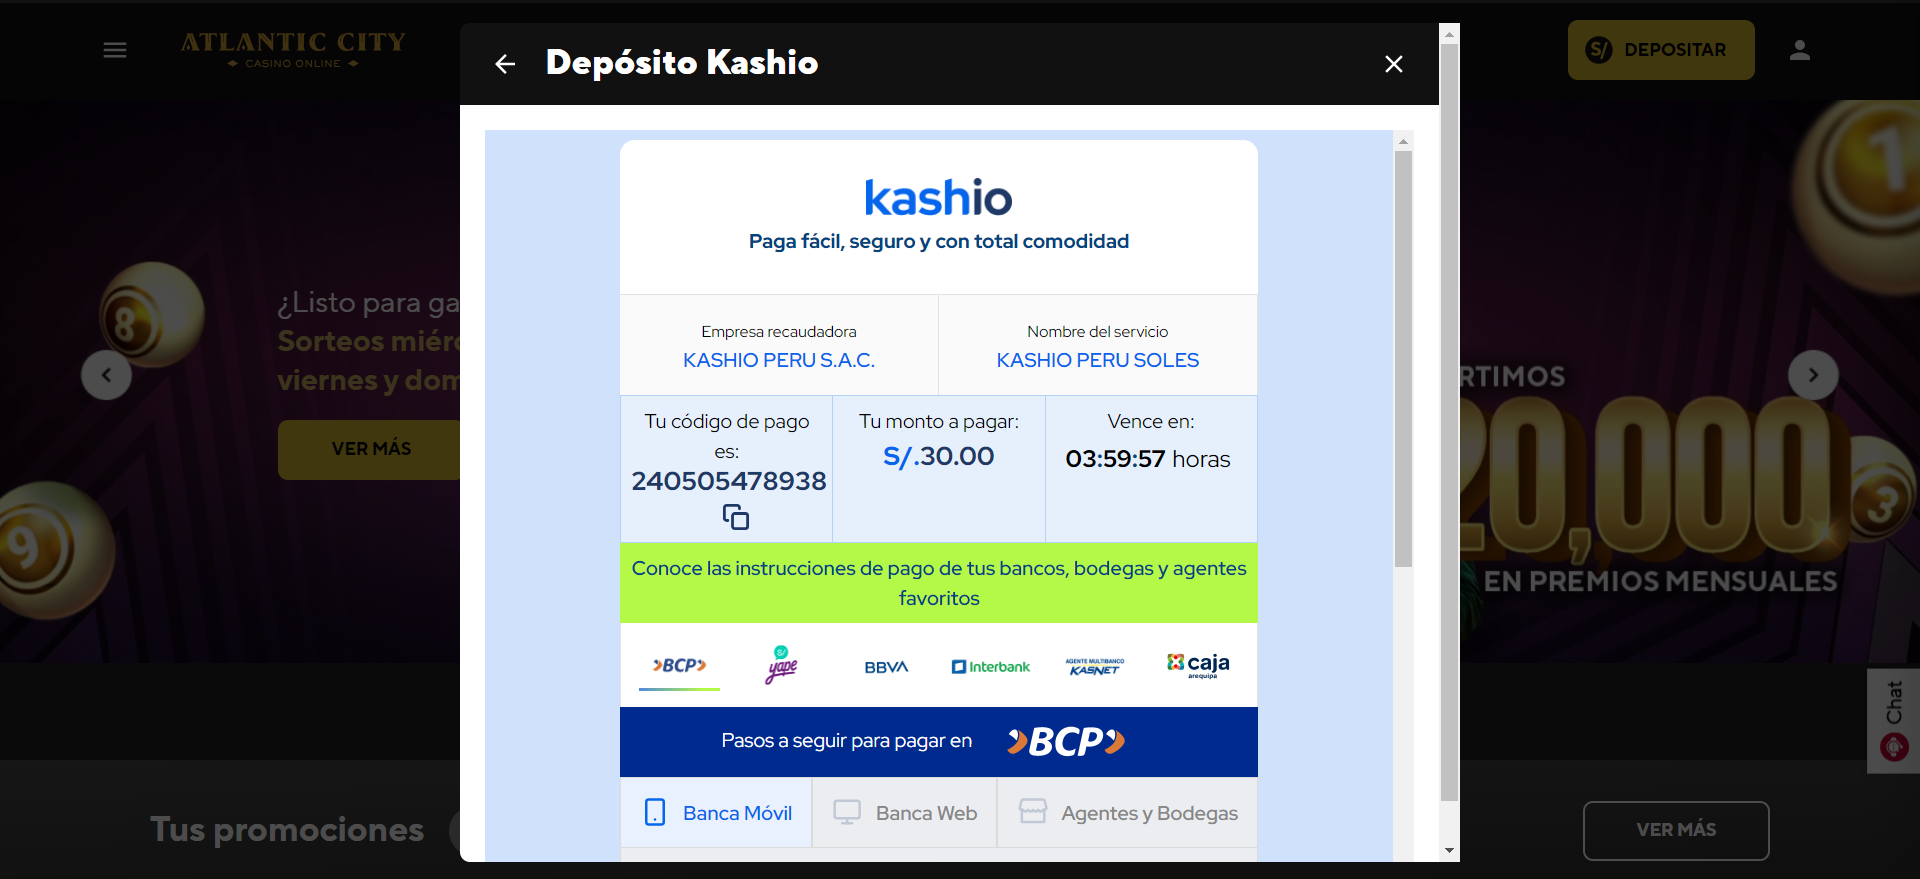 ATLANTIC CITY
CASINO ONLINE
Depósito Kashio
S/ DEPOSITAR
kashio
Paga fácil, seguro y con total comodidad
Empresa recaudadora
KASHIO PERU S.A.C.
Nombre del servicio
KASHIO PERU SOLES
Tu código de pago
es:
240505478938
Tu monto a pagar:
S/.30.00
Vence en:
03:59:57 horas
Conoce las instrucciones de pago de tus bancos, bodegas y agentes
favoritos
BCP
S/
yape
BBVA
Interbank
AGENTE MULTIBANCO
KASNET
caja
arequipa
Pasos a seguir para pagar en
BCP
Banca Móvil
Banca Web
Agentes y Bodegas
8
9
¿Listo para ga
Sorteos miérc
viernes y dom
VER MÁS
1
3
RTIMOS
20,000
EN PREMIOS MENSUALES
Chat
Tus promociones
VER MÁS